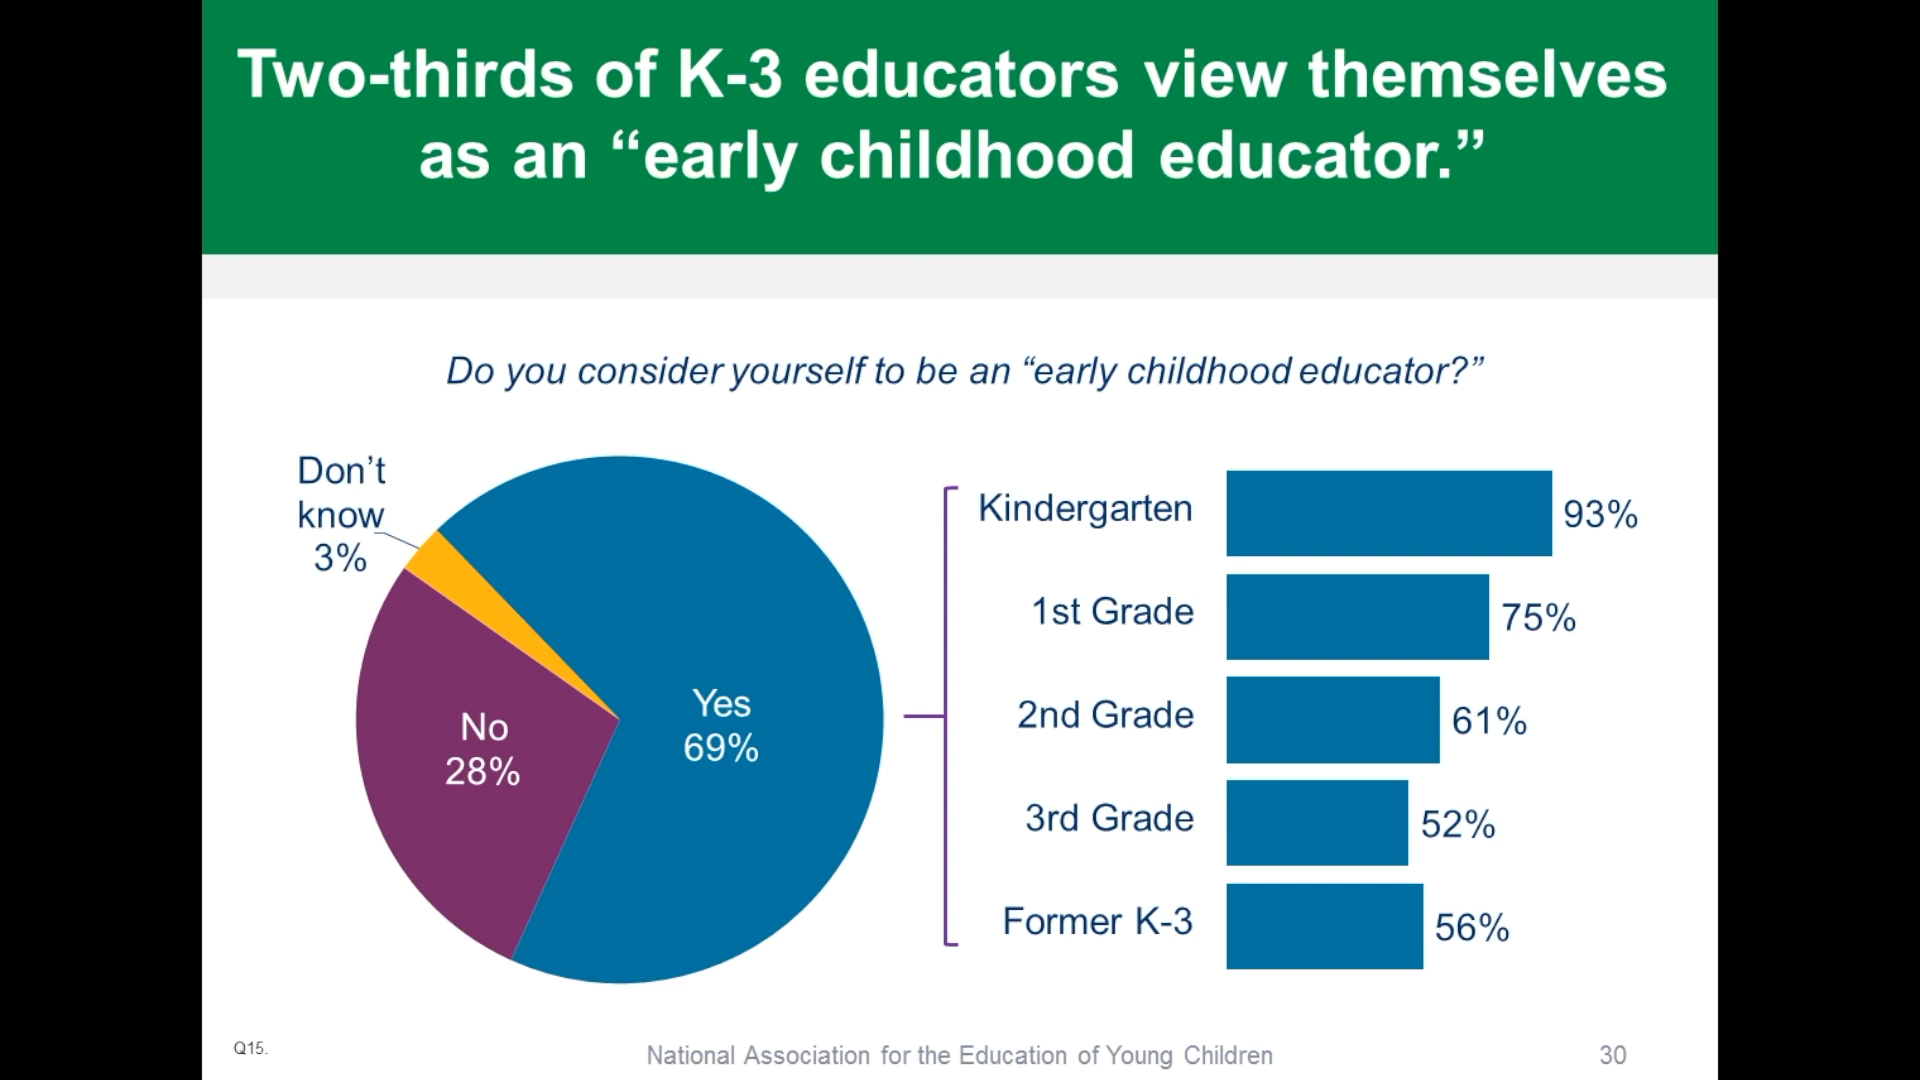 Two-thirds of K-3 educators view themselves
as an “early childhood educator.”
Do you consider yourself to be an “early childhood educator?”
Don’t
know
3%
No
28%
Yes
69%
Kindergarten 93%
1st Grade 75%
2nd Grade 61%
3rd Grade 52%
Former K-3 56%
Q15.
National Association for the Education of Young Children
30